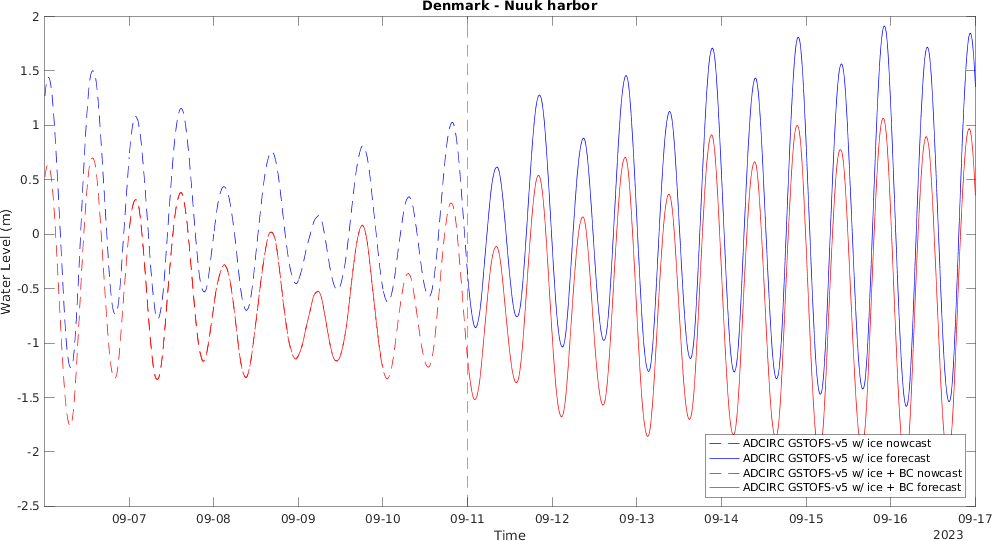 Denmark - Nuuk harbor
Water Level (m)
2
1.5
1
0.5
0
-0.5
-1
-1.5
-2
-2.5
ADCIRC GSTOFS-v5 w/ ice nowcast
ADCIRC GSTOFS-v5 w/ ice forecast
ADCIRC GSTOFS-v5 w/ ice + BC nowcast
ADCIRC GSTOFS-v5 w/ ice + BC forecast
09-07 09-08 09-09 09-10 09-11 09-12 09-13 09-14 09-15 09-16 09-17
Time
2023